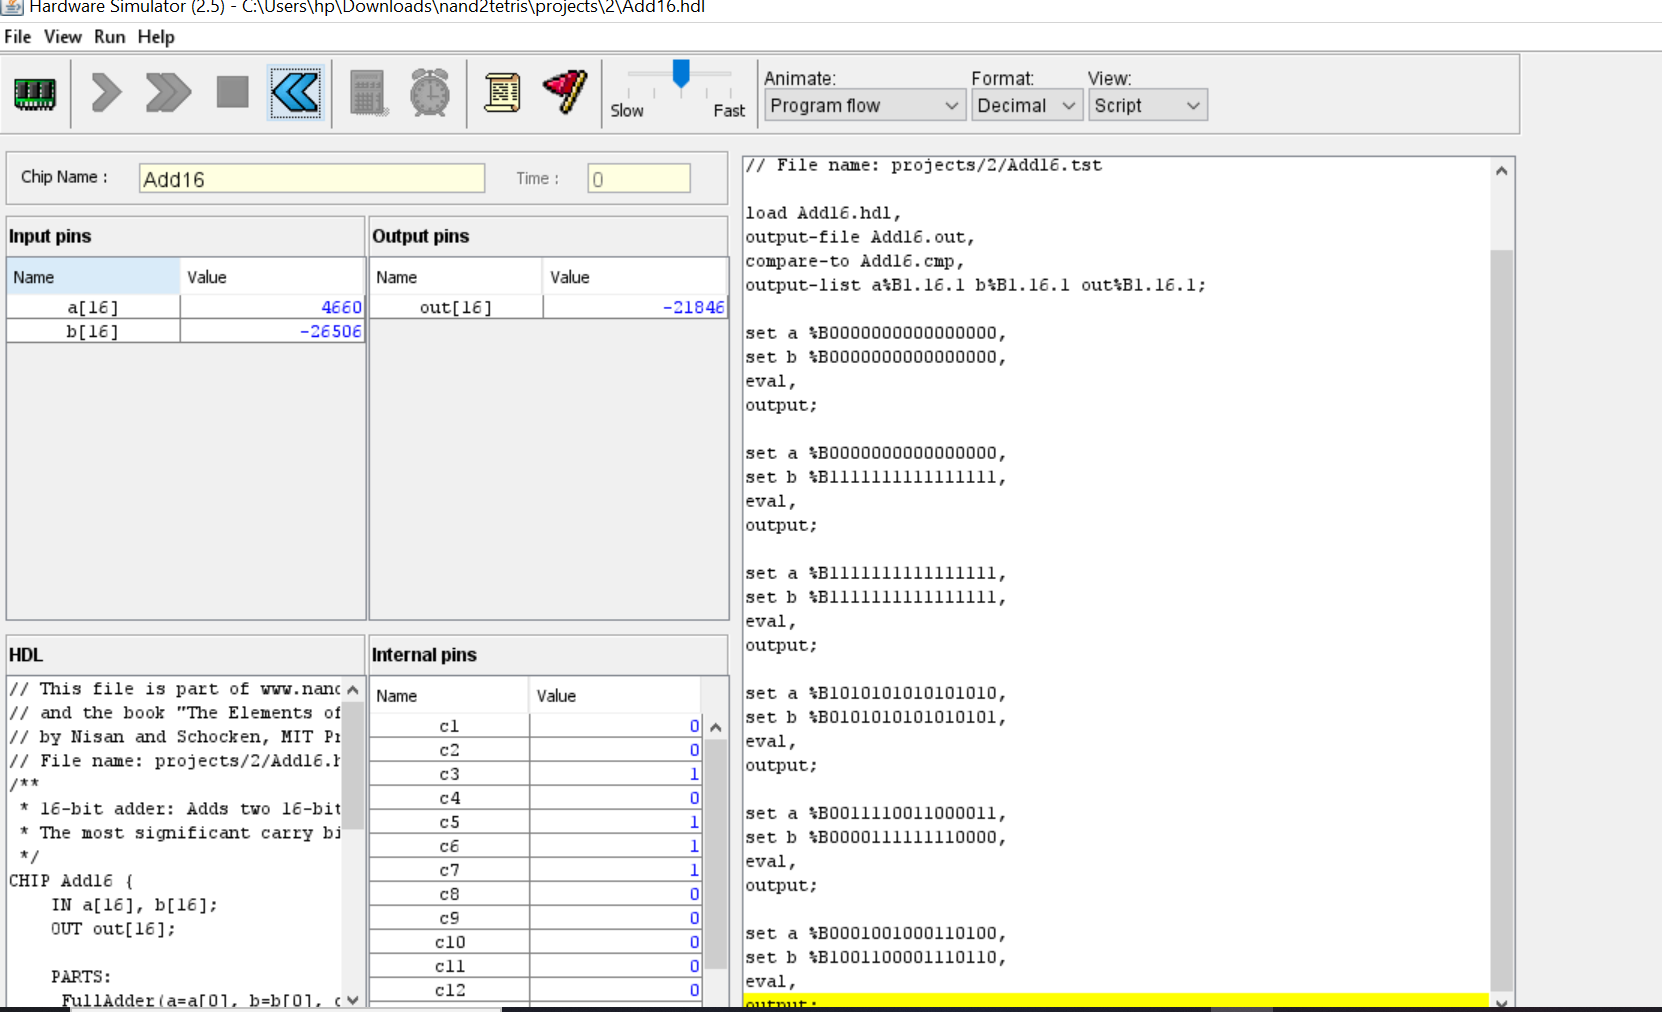 Hardware Simulator (2.5) - C:\Users\hp\Downloads\nand2tetris\projects\2\Add16.hdl
File View Run Help
Slow
Fast
Animate:
Program flow
Format:
Decimal
View:
Script
Chip Name :
Add16
Time :
0
Input pins
Name Value
a[16] 4660
b[16] -26506
Output pins
Name Value
out[16] -21846
HDL
// This file is part of www.nanc
// and the book "The Elements of
// by Nisan and Schocken, MIT Pr
// File name: projects/2/Add16.h
/**
* 16-bit adder: Adds two 16-bit
* The most significant carry bi
*/
CHIP Add16 {
IN a[16], b[16];
OUT out[16];
PARTS:
FullAdder(a=a[0], b=b[0], c
Internal pins
Name Value
c1 0
c2 0
c3 1
c4 0
c5 1
c6 1
c7 1
c8 0
c9 0
c10 0
c11 0
c12 0
// File name: projects/2/Add16.tst
load Add16.hdl,
output-file Add16.out,
compare-to Add16.cmp,
output-list a%B1.16.1 b%B1.16.1 out%B1.16.1;
set a %B0000000000000000,
set b %B0000000000000000,
eval,
output;
set a %B0000000000000000,
set b %B1111111111111111,
eval,
output;
set a %B1111111111111111,
set b %B1111111111111111,
eval,
output;
set a %B1010101010101010,
set b %B0101010101010101,
eval,
output;
set a %B0011110011000011,
set b %B0000111111110000,
eval,
output;
set a %B0001001000110100,
set b %B1001100001110110,
eval,
output;